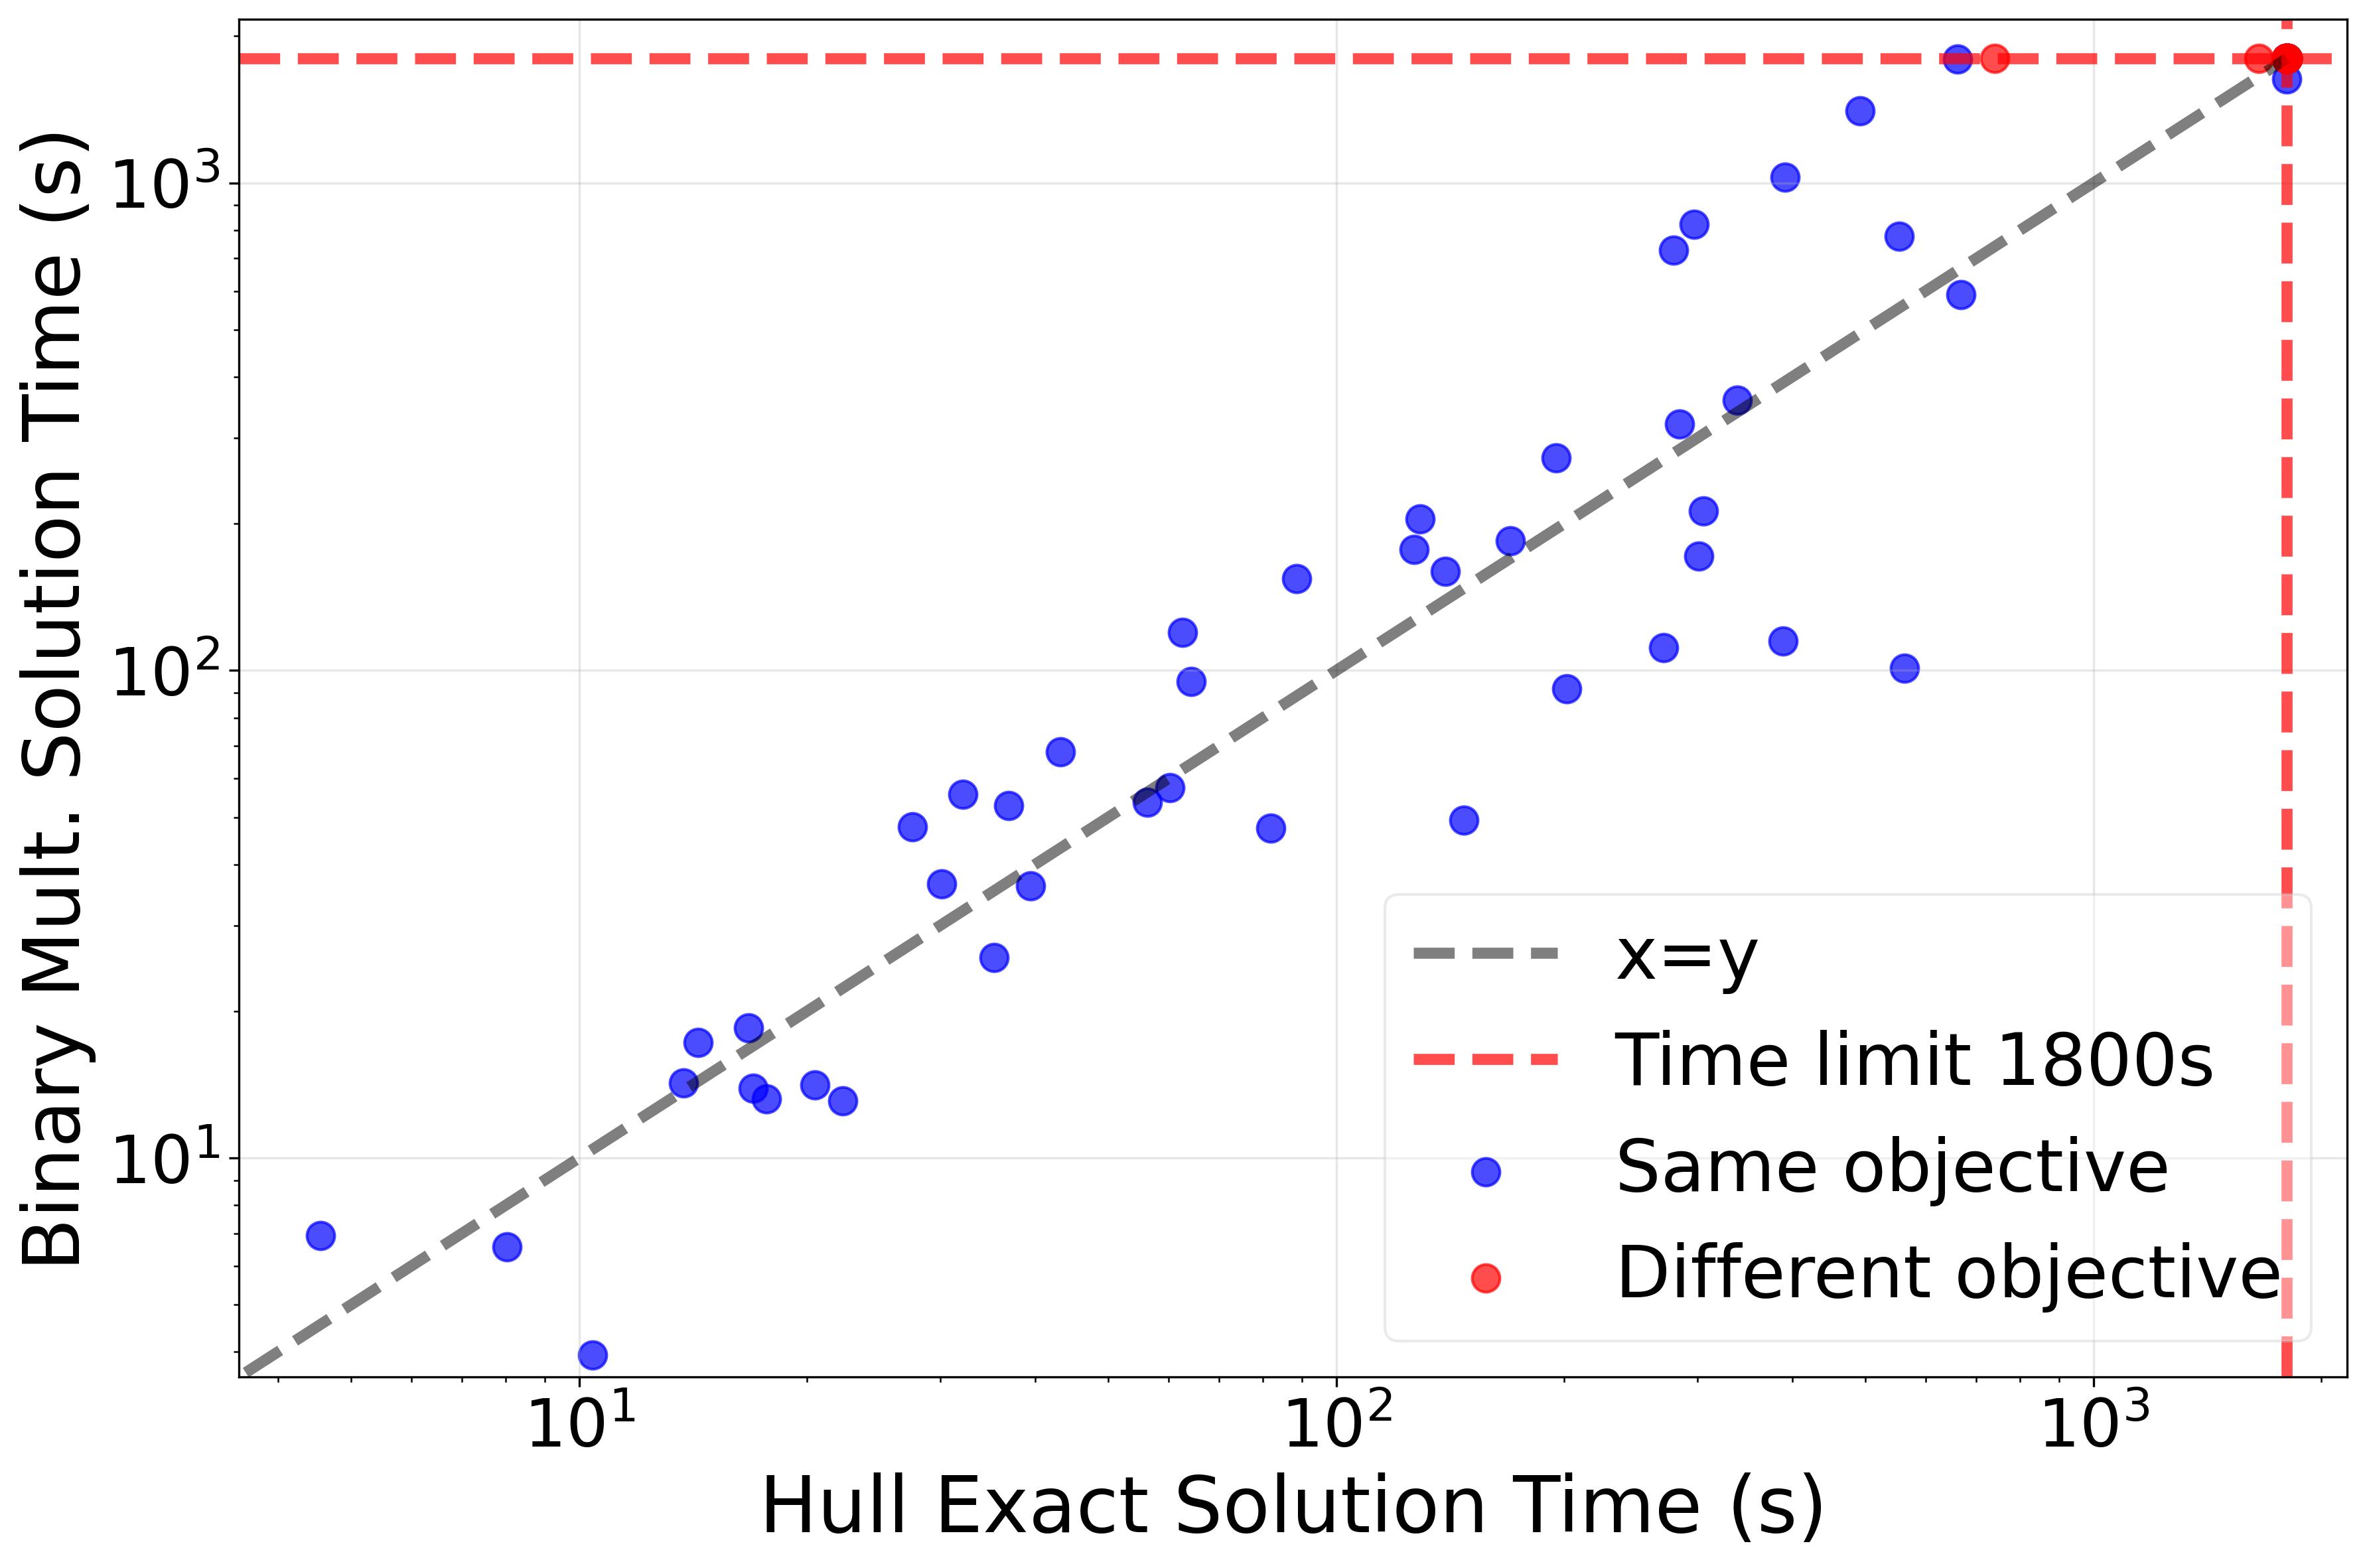 Binary Mult. Solution Time (s)
10³
10²
10¹
x=y
Time limit 1800s
Same objective
Different objective
10¹ 10² 10³
Hull Exact Solution Time (s)